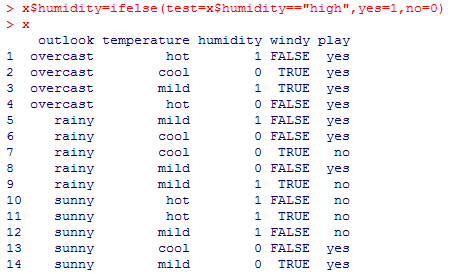 > x$humidity=ifelse(test=x$humidity=="high",yes=1,no=0)
> x
    outlook temperature humidity windy play
1  overcast         hot        1 FALSE  yes
2  overcast        cool        0  TRUE  yes
3  overcast        mild        1  TRUE  yes
4  overcast         hot        0 FALSE  yes
5     rainy        mild        1 FALSE  yes
6     rainy        cool        0 FALSE  yes
7     rainy        cool        0  TRUE   no
8     rainy        mild        0 FALSE  yes
9     rainy        mild        1  TRUE   no
10    sunny         hot        1 FALSE   no
11    sunny         hot        1  TRUE   no
12    sunny        mild        1 FALSE   no
13    sunny        cool        0 FALSE  yes
14    sunny        mild        0  TRUE  yes